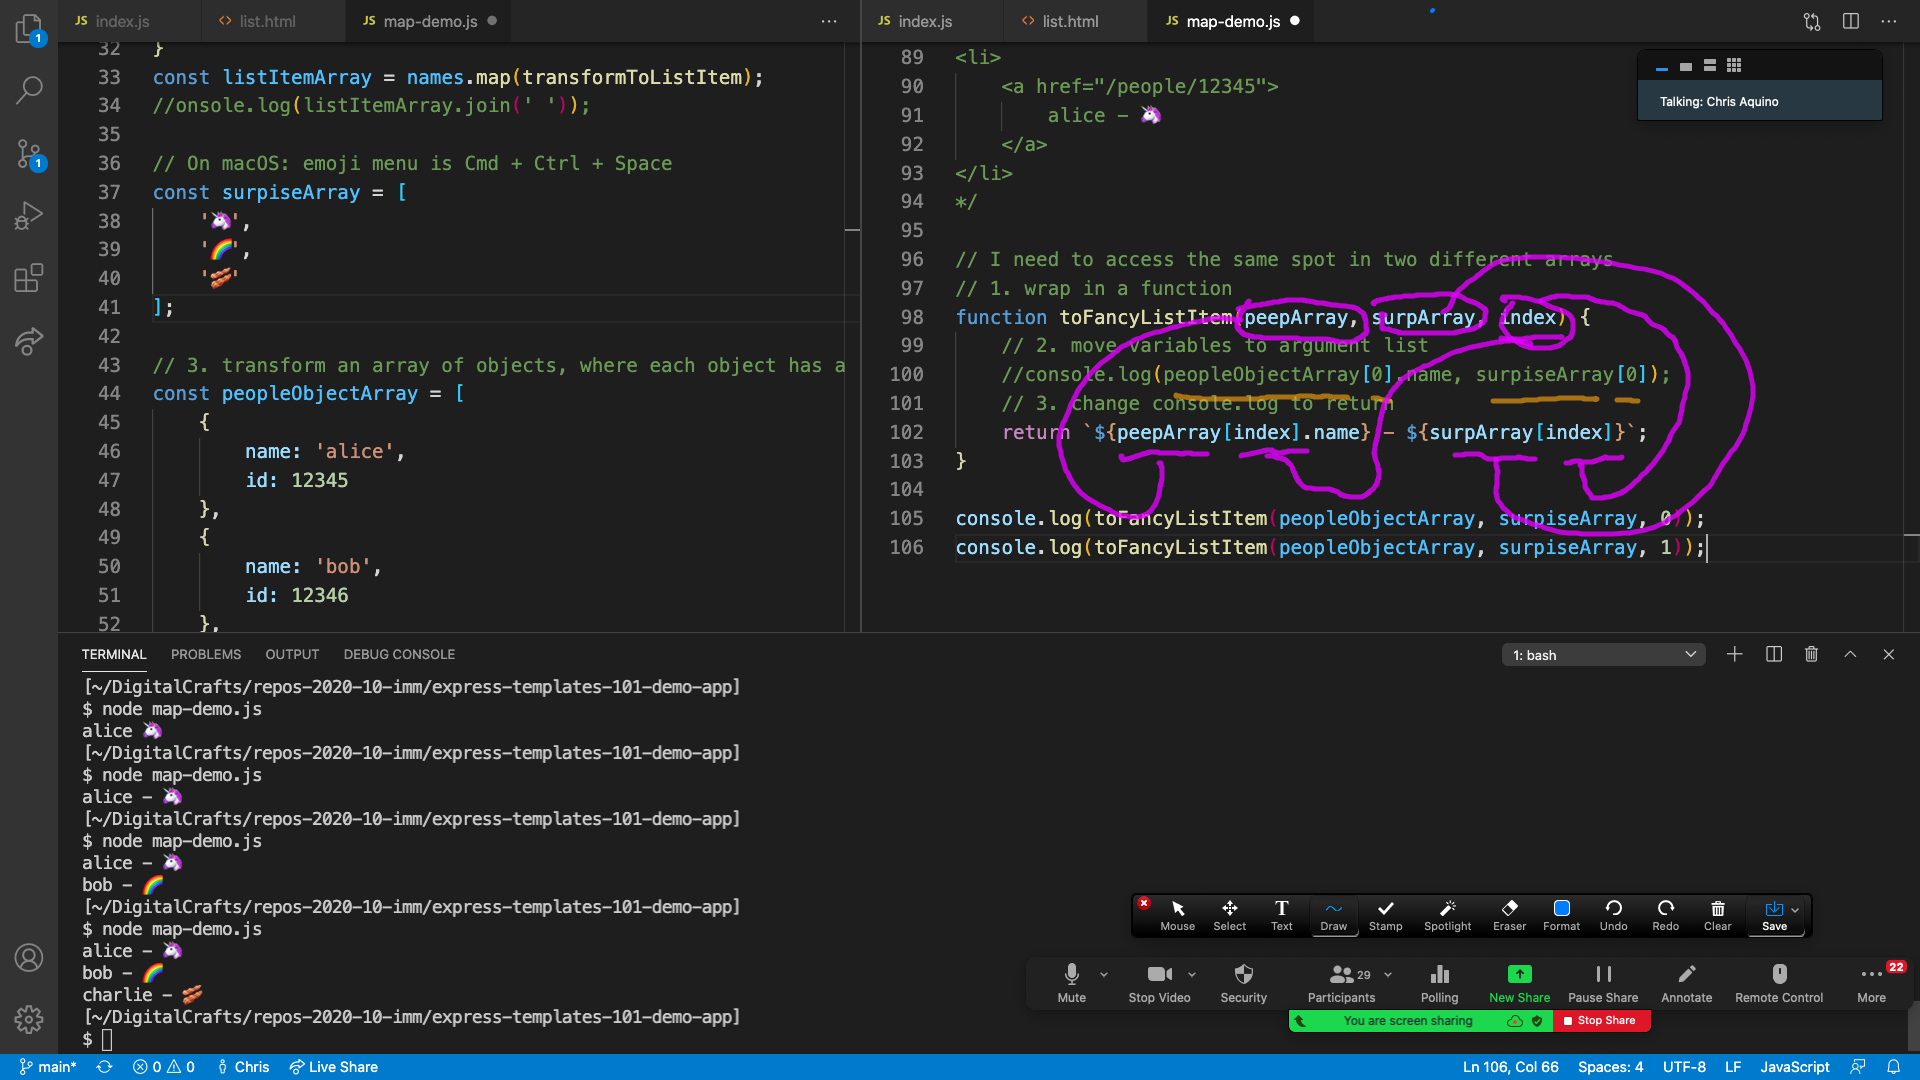 JS index.js <> list.html JS map-demo.js ● ···
32 }
33 const listItemArray = names.map(transformToListItem);
34 //onsole.log(listItemArray.join(' '));
35
36 // On macOS: emoji menu is Cmd + Ctrl + Space
37 const surpiseArray = [
38 '🦄',
39 '🌈',
40 '🥓'
41 ];
42
43 // 3. transform an array of objects, where each object has a
44 const peopleObjectArray = [
45 {
46 name: 'alice',
47 id: 12345
48 },
49 {
50 name: 'bob',
51 id: 12346
52 },
JS index.js <> list.html JS map-demo.js ● ···
89 <li>
90 <a href="/people/12345">
91 alice - 🦄
92 </a>
93 </li>
94 */
95
96 // I need to access the same spot in two different arrays
97 // 1. wrap in a function
98 function toFancyListItem(peepArray, surpArray, index) {
99 // 2. move variables to argument list
100 //console.log(peopleObjectArray[0].name, surpiseArray[0]);
101 // 3. change console.log to return
102 return `${peepArray[index].name} - ${surpArray[index]}`;
103 }
104
105 console.log(toFancyListItem(peopleObjectArray, surpiseArray, 0));
106 console.log(toFancyListItem(peopleObjectArray, surpiseArray, 1));
Talking: Chris Aquino
1
1
TERMINAL PROBLEMS OUTPUT DEBUG CONSOLE
1: bash
[~/DigitalCrafts/repos-2020-10-imm/express-templates-101-demo-app]
$ node map-demo.js
alice 🦄
[~/DigitalCrafts/repos-2020-10-imm/express-templates-101-demo-app]
$ node map-demo.js
alice - 🦄
[~/DigitalCrafts/repos-2020-10-imm/express-templates-101-demo-app]
$ node map-demo.js
alice - 🦄
bob - 🌈
[~/DigitalCrafts/repos-2020-10-imm/express-templates-101-demo-app]
$ node map-demo.js
alice - 🦄
bob - 🌈
charlie - 🥓
[~/DigitalCrafts/repos-2020-10-imm/express-templates-101-demo-app]
$
Mouse Select Text Draw Stamp Spotlight Eraser Format Undo Redo Clear Save
29 22
Mute Stop Video Security Participants Polling New Share Pause Share Annotate Remote Control More
You are screen sharing Stop Share
main* 0 0 Chris Live Share Ln 106, Col 66 Spaces: 4 UTF-8 LF JavaScript